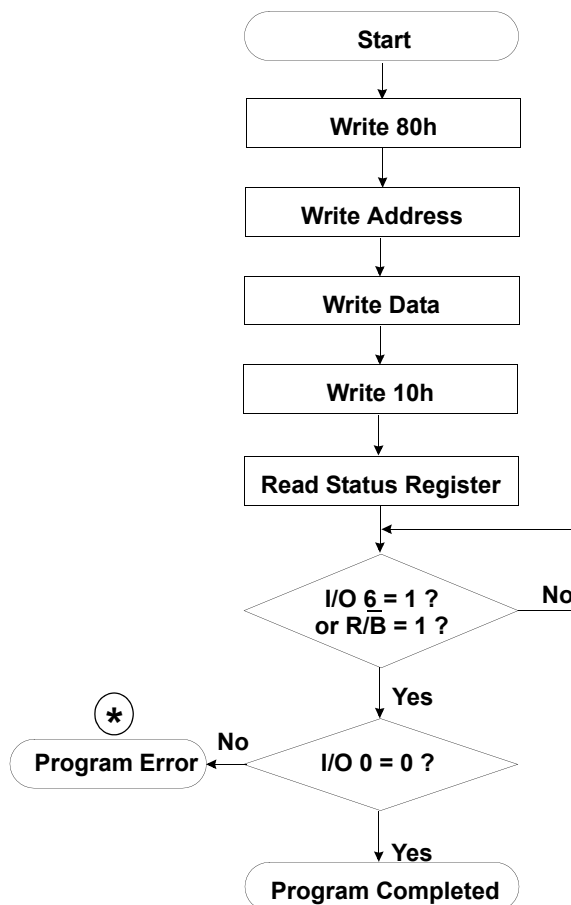 Start
Write 80h
Write Address
Write Data
Write 10h
Read Status Register
I/O 6 = 1 ?
or R/B̅ = 1 ?
No
Yes
*
No
Program Error
I/O 0 = 0 ?
Yes
Program Completed